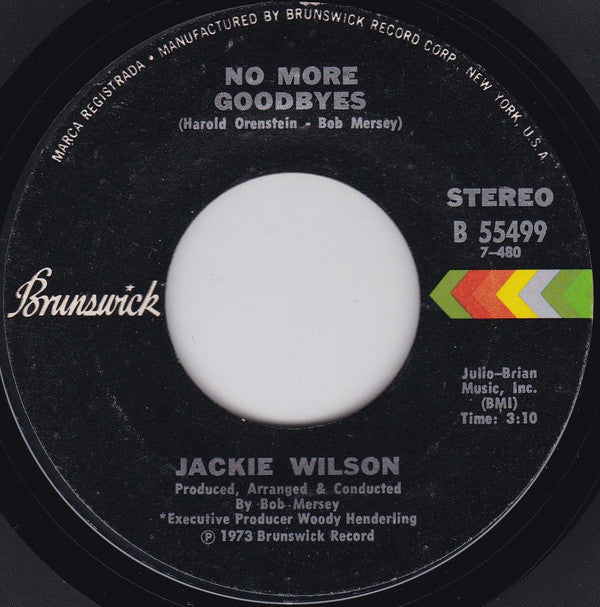 MARCA REGISTRADA • MANUFACTURED BY BRUNSWICK RECORD CORP. • NEW YORK, U.S.A.
NO MORE
GOODBYES
(Harold Orenstein - Bob Mersey)
STEREO
B 55499
7-480
Brunswick
Julio-Brian
Music, Inc.
(BMI)
Time: 3:10
JACKIE WILSON
Produced, Arranged & Conducted
By Bob Mersey
*Executive Producer Woody Henderling
℗ 1973 Brunswick Record